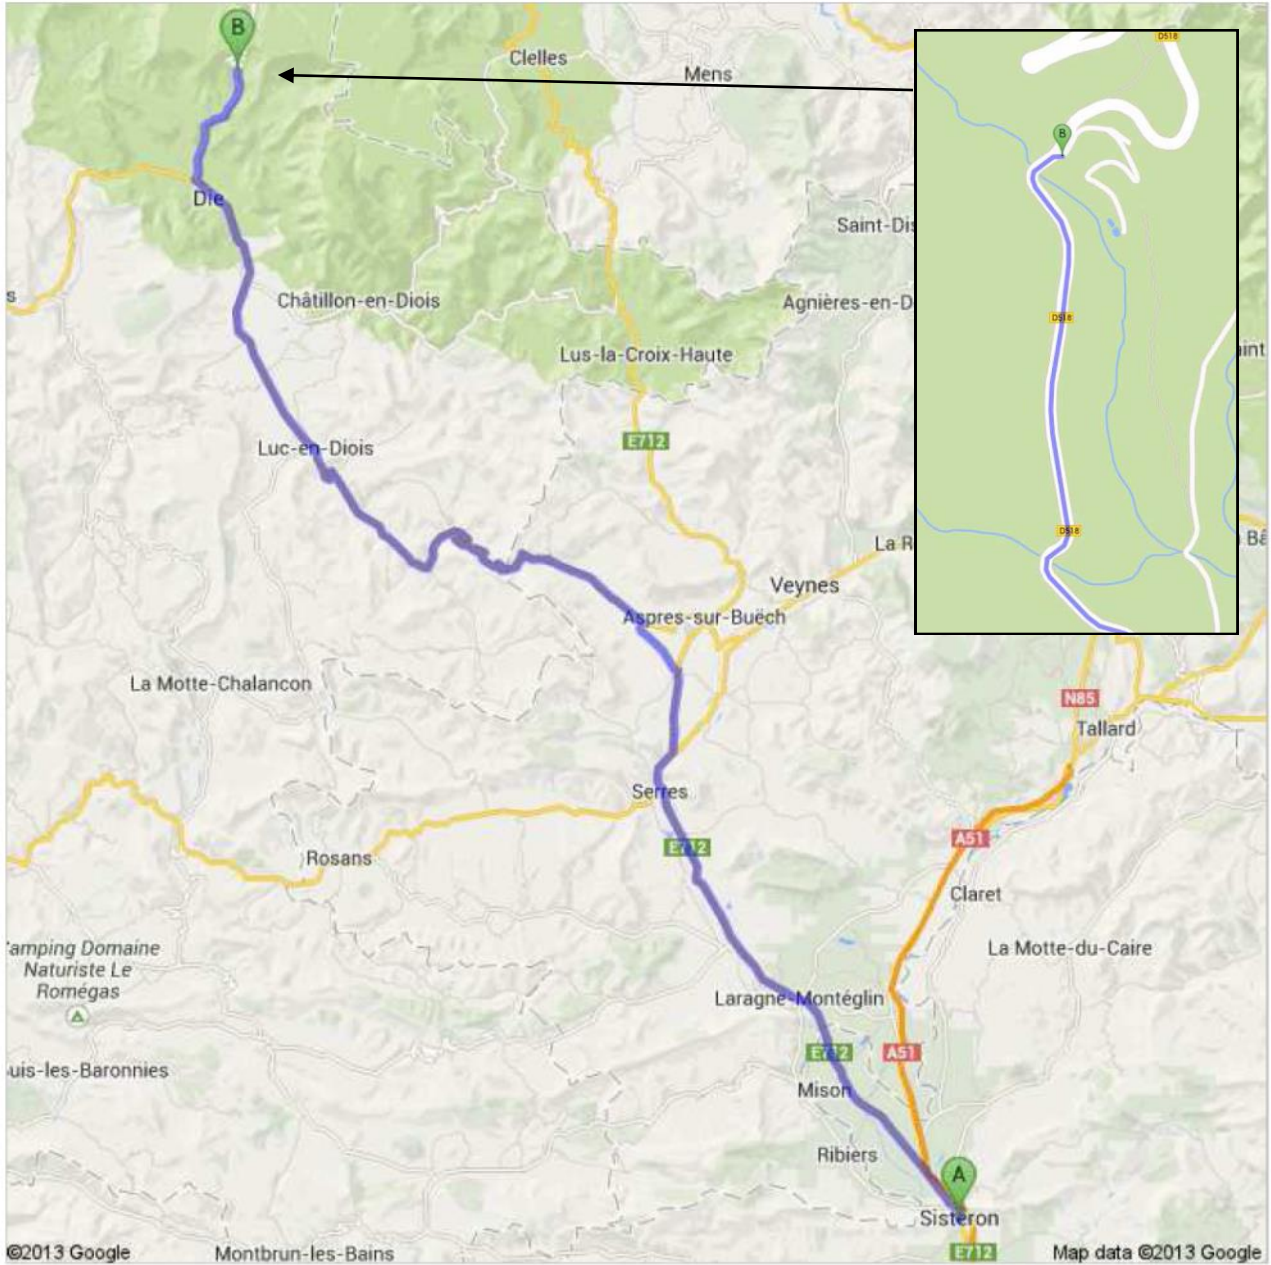 B
Clelles
Mens
D518
B
Die
Saint-Dis
s
Châtillon-en-Diois
Agnières-en-D
D518
Lus-la-Croix-Haute
aint
E712
Luc-en-Diois
D518
La R
Bâ
Veynes
Aspres-sur-Buëch
La Motte-Chalancon
N85
Tallard
Serres
A51
E712
Rosans
Claret
amping Domaine
Naturiste Le
Romégas
La Motte-du-Caire
Laragne-Montéglin
E712
A51
uis-les-Baronnies
Mison
Ribiers
A
Sisteron
©2013 Google
Montbrun-les-Bains
E712
Map data ©2013 Google